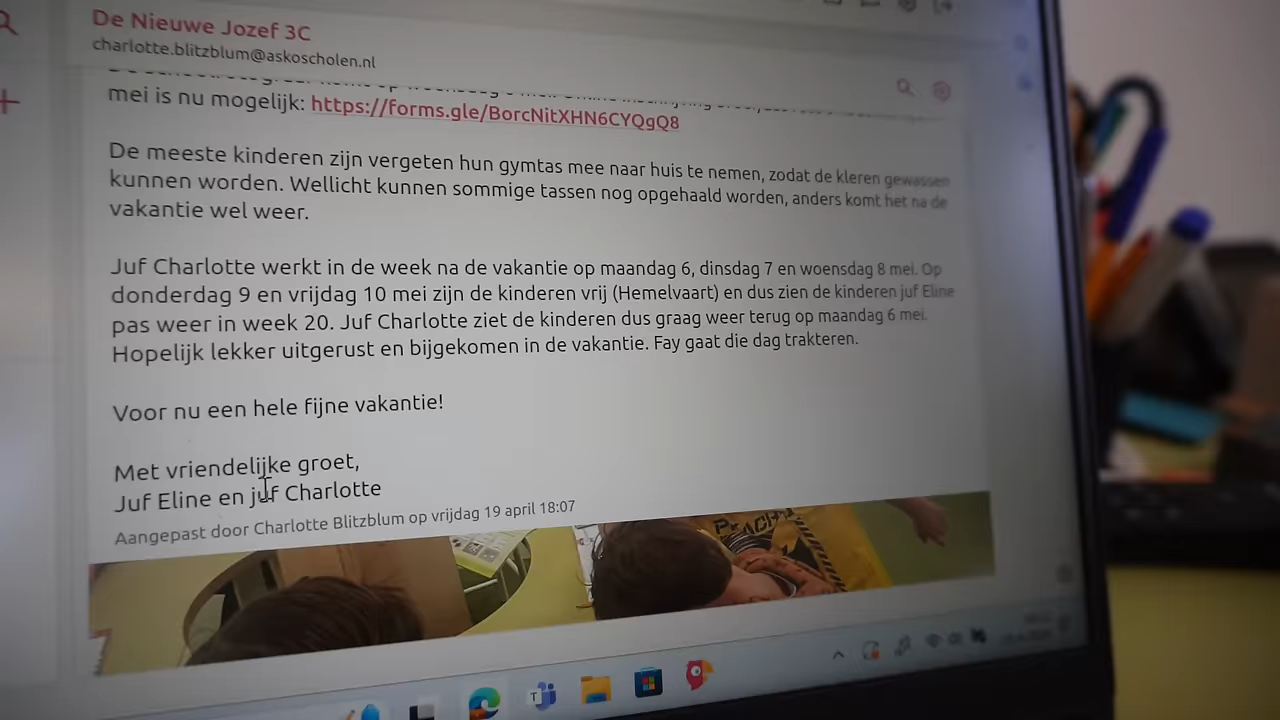 De Nieuwe Jozef 3C
charlotte.blitzblum@askoscholen.nl
mei is nu mogelijk: https://forms.gle/BorcNitXHN6CYQgQ8
De meeste kinderen zijn vergeten hun gymtas mee naar huis te nemen, zodat de kleren gewassen
kunnen worden. Wellicht kunnen sommige tassen nog opgehaald worden, anders komt het na de
vakantie wel weer.
Juf Charlotte werkt in de week na de vakantie op maandag 6, dinsdag 7 en woensdag 8 mei. Op
donderdag 9 en vrijdag 10 mei zijn de kinderen vrij (Hemelvaart) en dus zien de kinderen juf Eline
pas weer in week 20. Juf Charlotte ziet de kinderen dus graag weer terug op maandag 6 mei.
Hopelijk lekker uitgerust en bijgekomen in de vakantie. Fay gaat die dag trakteren.
Voor nu een hele fijne vakantie!
Met vriendelijke groet,
Juf Eline en juf Charlotte
Aangepast door Charlotte Blitzblum op vrijdag 19 april 18:07